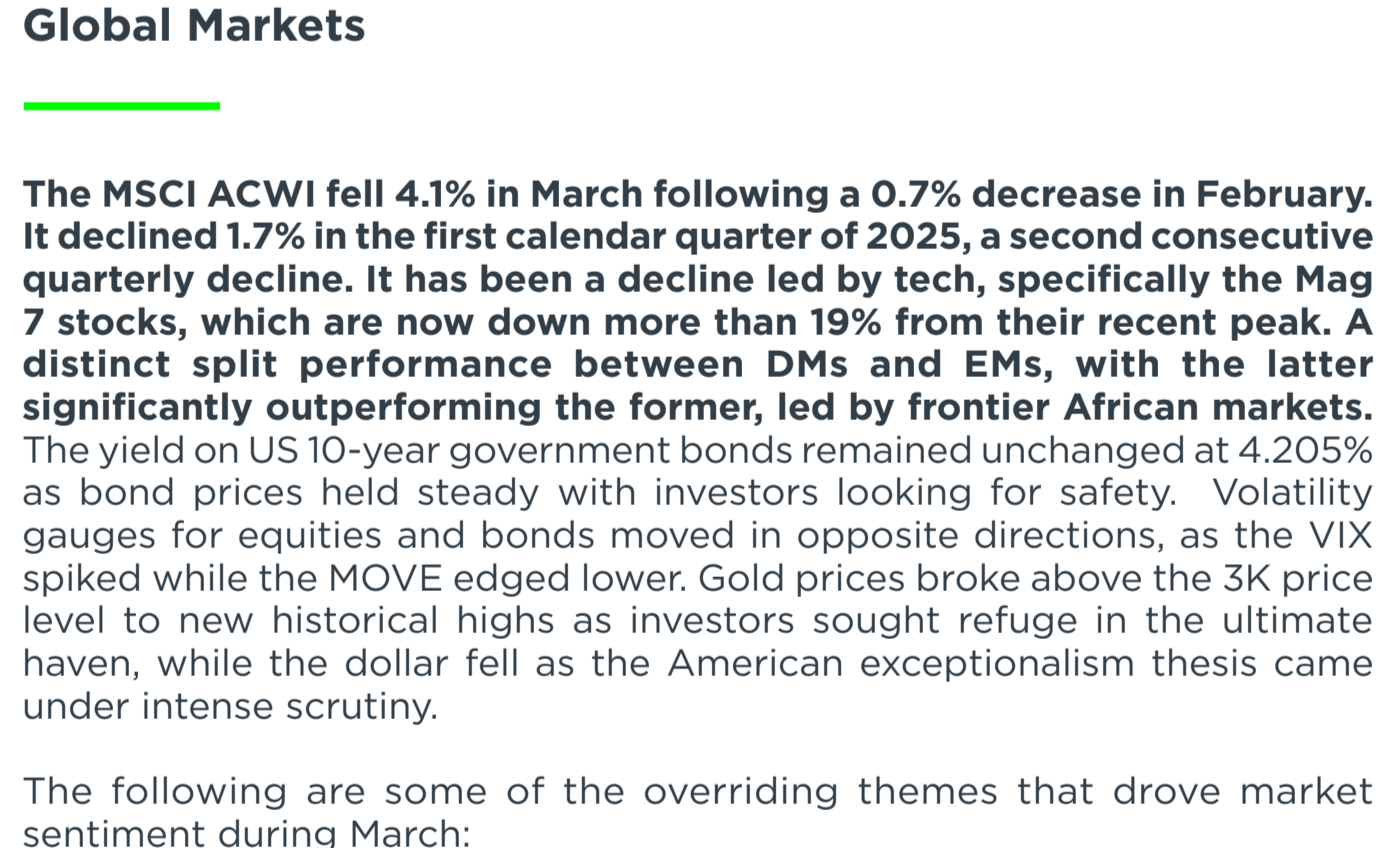 Global Markets
The MSCI ACWI fell 4.1% in March following a 0.7% decrease in February.
It declined 1.7% in the first calendar quarter of 2025, a second consecutive
quarterly decline. It has been a decline led by tech, specifically the Mag
7 stocks, which are now down more than 19% from their recent peak. A
distinct split performance between DMs and EMs, with the latter
significantly outperforming the former, led by frontier African markets.
The yield on US 10-year government bonds remained unchanged at 4.205%
as bond prices held steady with investors looking for safety.  Volatility
gauges for equities and bonds moved in opposite directions, as the VIX
spiked while the MOVE edged lower. Gold prices broke above the 3K price
level to new historical highs as investors sought refuge in the ultimate
haven, while the dollar fell as the American exceptionalism thesis came
under intense scrutiny.
The following are some of the overriding themes that drove market
sentiment during March: